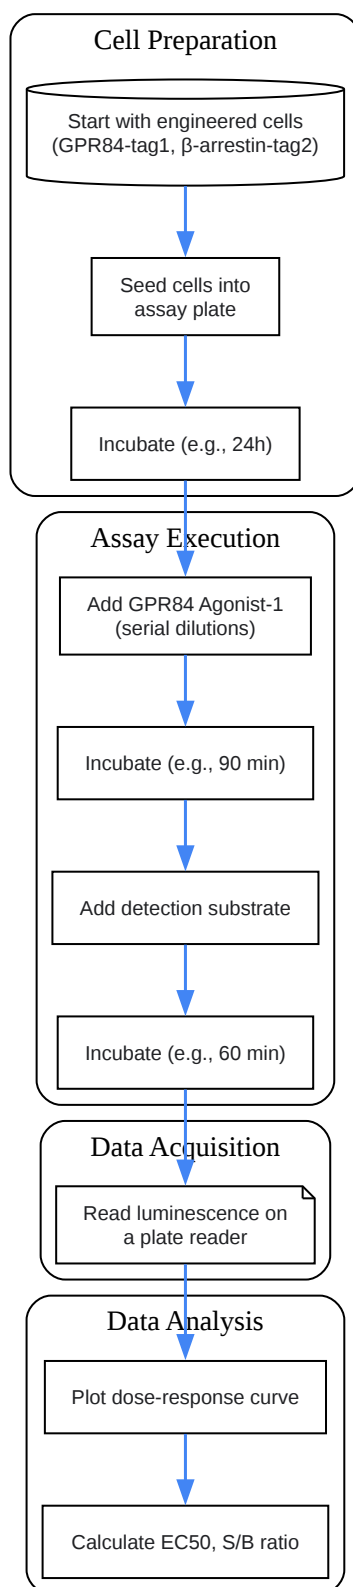 Cell Preparation
Start with engineered cells
(GPR84-tag1, β-arrestin-tag2)
Seed cells into
assay plate
Incubate (e.g., 24h)
Assay Execution
Add GPR84 Agonist-1
(serial dilutions)
Incubate (e.g., 90 min)
Add detection substrate
Incubate (e.g., 60 min)
Data Acquisition
Read luminescence on
a plate reader
Data Analysis
Plot dose-response curve
Calculate EC50, S/B ratio